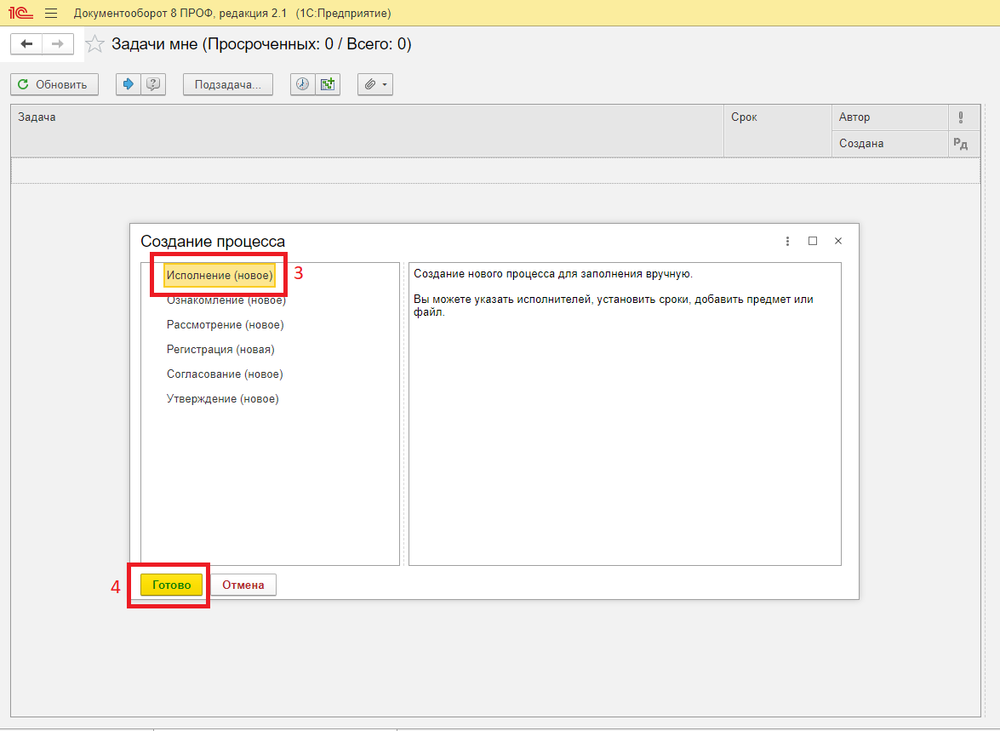 1С Документооборот 8 ПРОФ, редакция 2.1 (1С:Предприятие)
Задачи мне (Просроченных: 0 / Всего: 0)
Обновить ? Подзадача...
Задача Срок Автор
Создана Рд
Создание процесса
Исполнение (новое) 3
Ознакомление (новое)
Рассмотрение (новое)
Регистрация (новая)
Согласование (новое)
Утверждение (новое)
Создание нового процесса для заполнения вручную.
Вы можете указать исполнителей, установить сроки, добавить предмет или
файл.
4 Готово Отмена